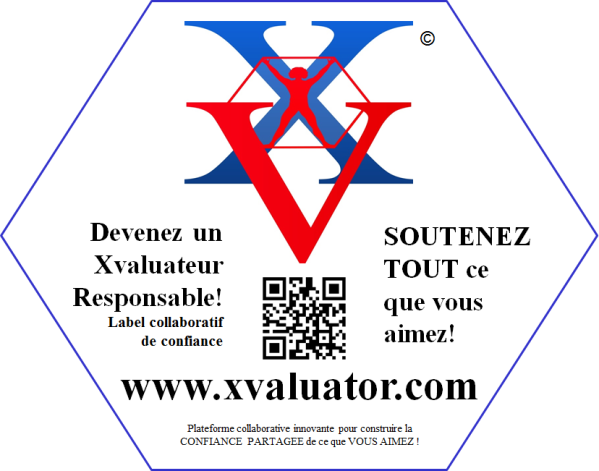 X
©
V
Devenez un
Xvaluateur
Responsable!
Label collaboratif
de confiance
SOUTENEZ
TOUT ce
que vous
aimez!
www.xvaluator.com
Plateforme collaborative innovante pour construire la
CONFIANCE PARTAGEE de ce que VOUS AIMEZ !